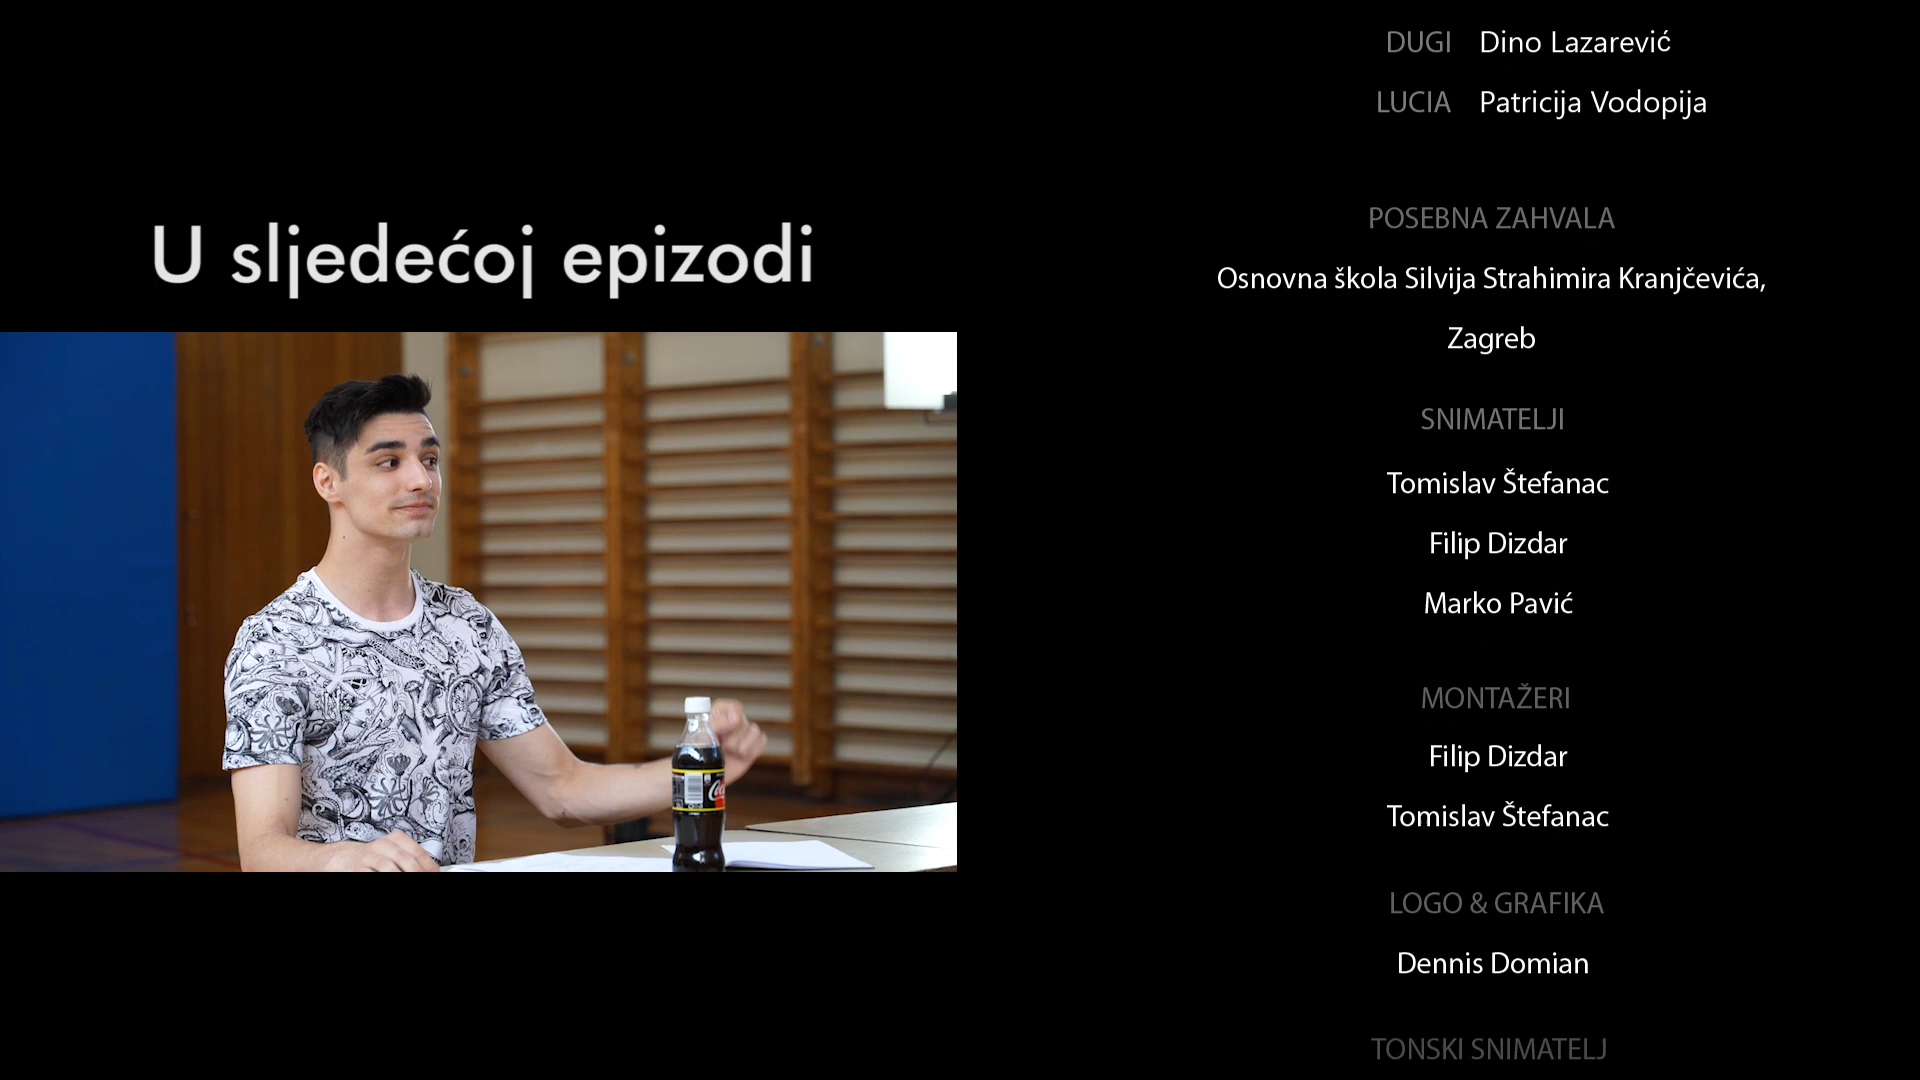 U sljedećoj epizodi
DUGI Dino Lazarević
LUCIA Patricija Vodopija
POSEBNA ZAHVALA
Osnovna škola Silvija Strahimira Kranjčevića,
Zagreb
SNIMATELJI
Tomislav Štefanac
Filip Dizdar
Marko Pavić
MONTAŽERI
Filip Dizdar
Tomislav Štefanac
LOGO & GRAFIKA
Dennis Domian
TONSKI SNIMATELJ